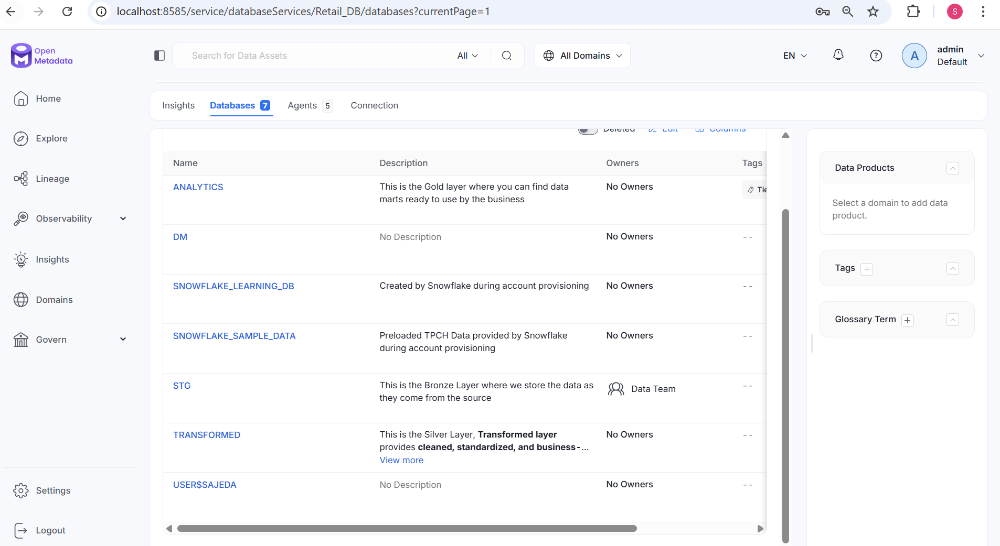 localhost:8585/service/databaseServices/Retail_DB/databases?currentPage=1
S
Open
Metadata
Search for Data Assets
All
All Domains
EN
A
admin
Default
Home
Explore
Lineage
Observability
Insights
Domains
Govern
Settings
Logout
Insights
Databases 7
Agents 5
Connection
Deleted
Edit
Columns
Name Description Owners Tags
ANALYTICS
This is the Gold layer where you can find data
marts ready to use by the business
No Owners
Tie
DM
No Description
No Owners
--
SNOWFLAKE_LEARNING_DB
Created by Snowflake during account provisioning
No Owners
--
SNOWFLAKE_SAMPLE_DATA
Preloaded TPCH Data provided by Snowflake
during account provisioning
No Owners
--
STG
This is the Bronze Layer where we store the data as
they come from the source
Data Team
--
TRANSFORMED
This is the Silver Layer, Transformed layer
provides cleaned, standardized, and business-...
View more
No Owners
--
USER$SAJEDA
No Description
No Owners
--
Data Products
Select a domain to add data
product.
Tags
Glossary Term